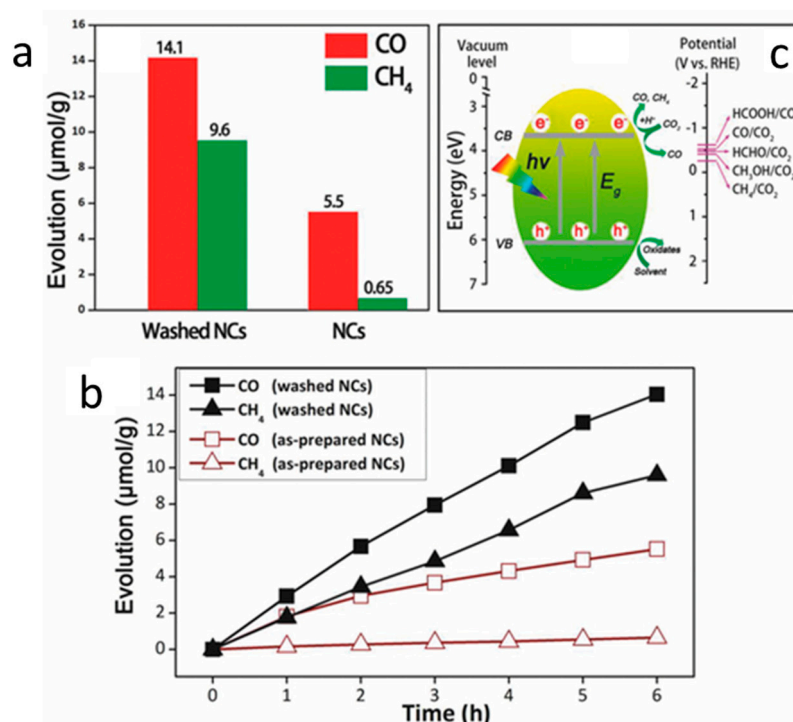 a
Evolution (μmol/g)
16
14
12
10
8
6
4
2
0
14.1
9.6
5.5
0.65
CO
CH₄
Washed NCs
NCs
c
Vacuum
level
Potential
(V vs. RHE)
Energy (eV)
0
3
4
5
6
7
CB
VB
e⁻ e⁻ e⁻
hν
E_g
h⁺ h⁺ h⁺
CO, CH₄
+H⁺
CO₂
CO
Oxidates
Solvent
-2
-1
0
1
2
HCOOH/CO
CO/CO₂
HCHO/CO₂
CH₃OH/CO₂
CH₄/CO₂
b
Evolution (μmol/g)
14
12
10
8
6
4
2
0
CO (washed NCs)
CH₄ (washed NCs)
CO (as-prepared NCs)
CH₄ (as-prepared NCs)
0 1 2 3 4 5 6
Time (h)